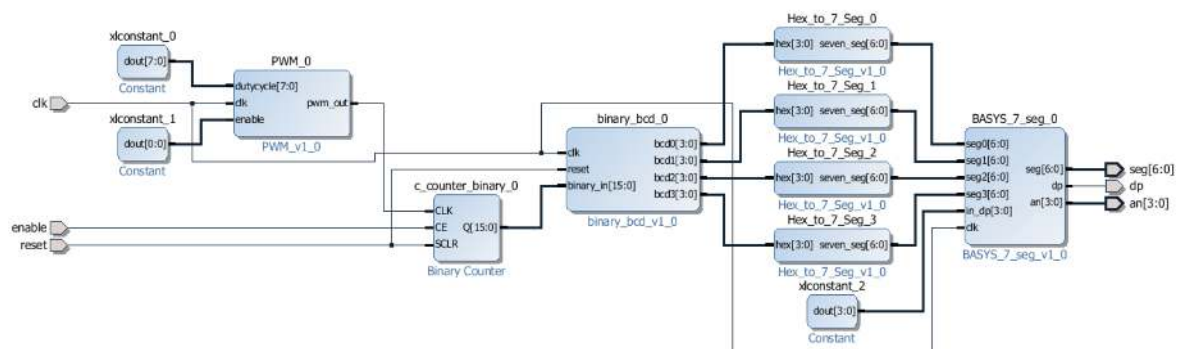 xlconstant_0
dout[7:0]
Constant
PWM_0
dutycycle[7:0]
clk pwm_out
enable
PWM_v1_0
clk
xlconstant_1
dout[0:0]
Constant
enable
reset
c_counter_binary_0
CLK
CE Q[15:0]
SCLR
Binary Counter
binary_bcd_0
bcd0[3:0]
clk bcd1[3:0]
reset bcd2[3:0]
binary_in[15:0] bcd3[3:0]
binary_bcd_v1_0
Hex_to_7_Seg_0
hex[3:0] seven_seg[6:0]
Hex_to_7_Seg_v1_0
Hex_to_7_Seg_1
hex[3:0] seven_seg[6:0]
Hex_to_7_Seg_v1_0
Hex_to_7_Seg_2
hex[3:0] seven_seg[6:0]
Hex_to_7_Seg_v1_0
Hex_to_7_Seg_3
hex[3:0] seven_seg[6:0]
Hex_to_7_Seg_v1_0
xlconstant_2
dout[3:0]
Constant
BASYS_7_seg_0
seg0[6:0]
seg1[6:0] seg[6:0]
seg2[6:0] dp
seg3[6:0] an[3:0]
in_dp[3:0]
clk
BASYS_7_seg_v1_0
seg[6:0]
dp
an[3:0]